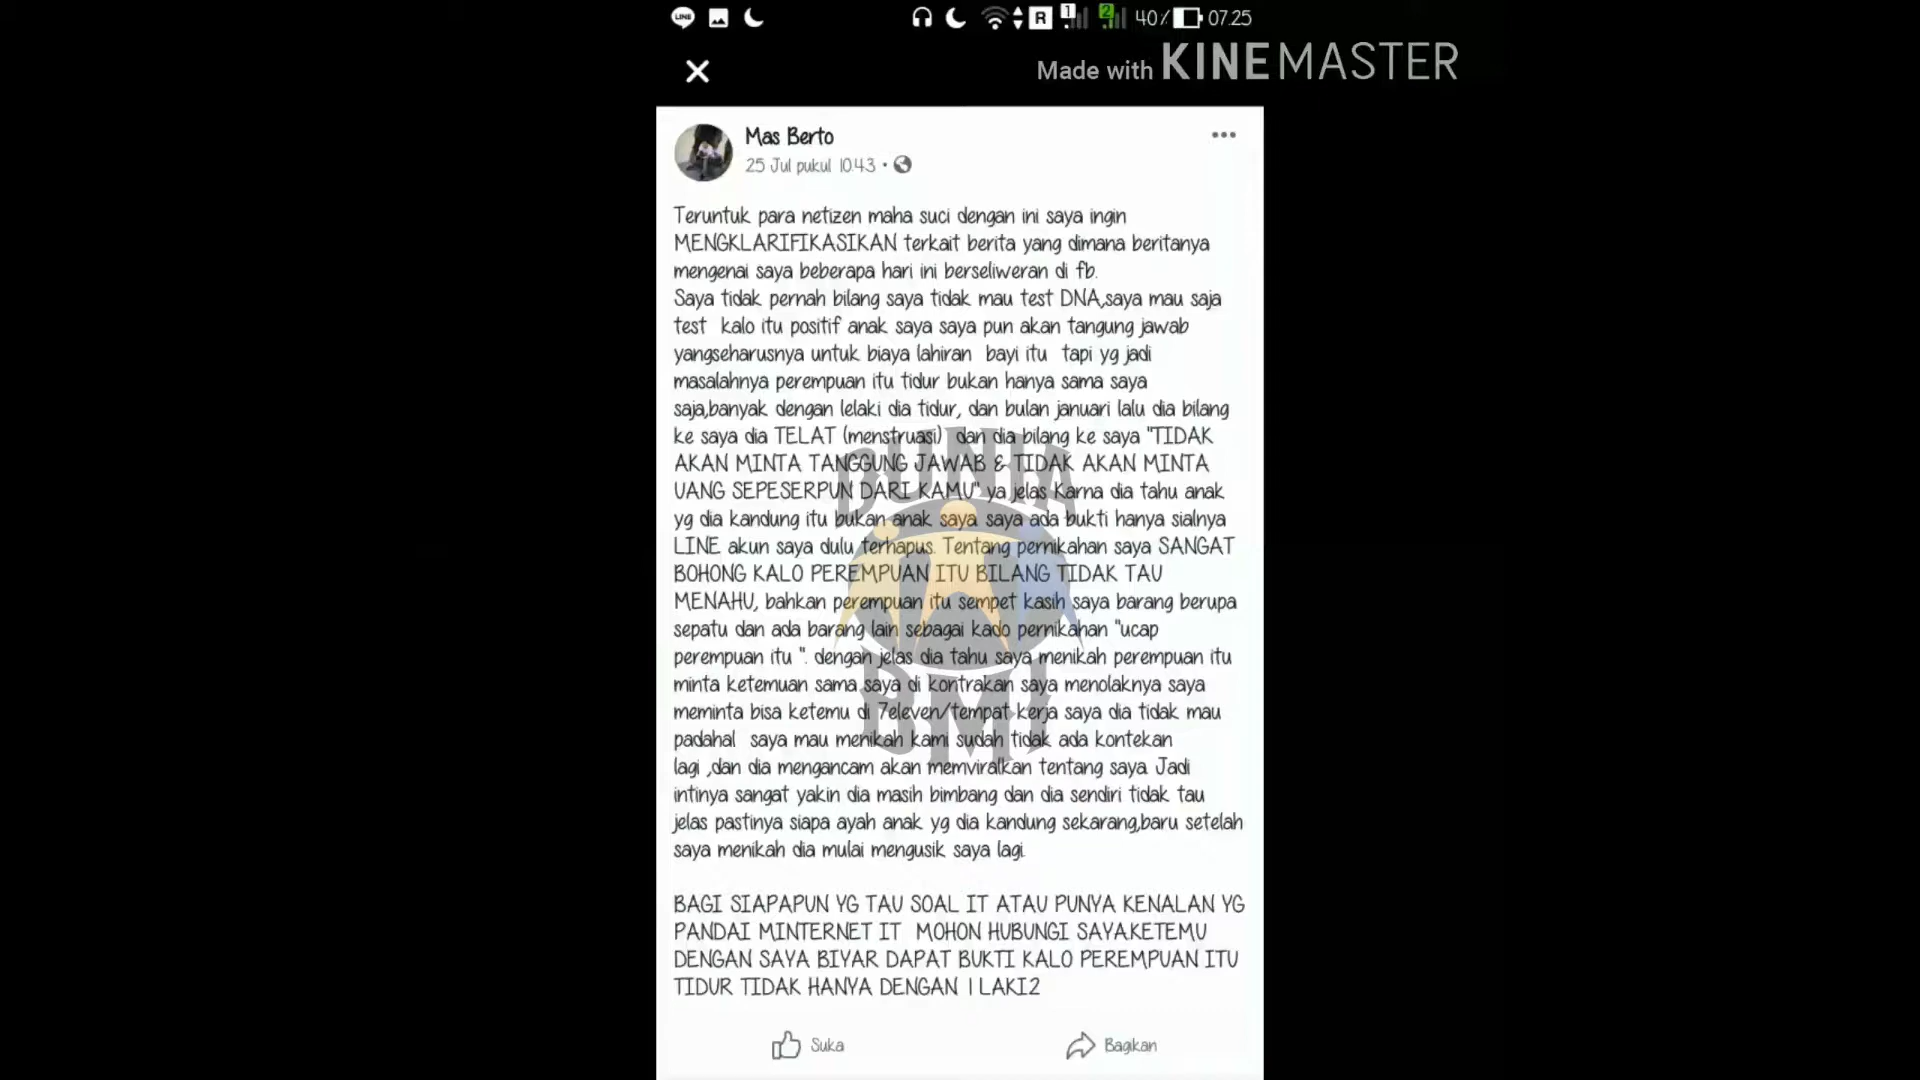 LINE R 1 2 40% 07.25
Made with KINEMASTER
Mas Berto
25 Jul pukul 10.43 •
Teruntuk para netizen maha suci dengan ini saya ingin
MENGKLARIFIKASIKAN terkait berita yang dimana beritanya
mengenai saya beberapa hari ini berseliweran di fb.
Saya tidak pernah bilang saya tidak mau test DNA,saya mau saja
test kalo itu positif anak saya saya pun akan tangung jawab
yangseharusnya untuk biaya lahiran bayi itu tapi yg jadi
masalahnya perempuan itu tidur bukan hanya sama saya
saja,banyak dengan lelaki dia tidur, dan bulan januari lalu dia bilang
ke saya dia TELAT (menstruasi) dan dia bilang ke saya "TIDAK
AKAN MINTA TANGGUNG JAWAB & TIDAK AKAN MINTA
UANG SEPESERPUN DARI KAMU" ya jelas Karna dia tahu anak
yg dia kandung itu bukan anak saya saya ada bukti hanya sialnya
LINE akun saya dulu terhapus. Tentang pernikahan saya SANGAT
BOHONG KALO PEREMPUAN ITU BILANG TIDAK TAU
MENAHU, bahkan perempuan itu sempet kasih saya barang berupa
sepatu dan ada barang lain sebagai kado pernikahan "ucap
perempuan itu ". dengan jelas dia tahu saya menikah perempuan itu
minta ketemuan sama saya di kontrakan saya menolaknya saya
meminta bisa ketemu di 7eleven/tempat kerja saya dia tidak mau
padahal saya mau menikah kami sudah tidak ada kontekan
lagi ,dan dia mengancam akan memviralkan tentang saya. Jadi
intinya sangat yakin dia masih bimbang dan dia sendiri tidak tau
jelas pastinya siapa ayah anak yg dia kandung sekarang,baru setelah
saya menikah dia mulai mengusik saya lagi.
BAGI SIAPAPUN YG TAU SOAL IT ATAU PUNYA KENALAN YG
PANDAI MINTERNET IT MOHON HUBUNGI SAYA.KETEMU
DENGAN SAYA BIYAR DAPAT BUKTI KALO PEREMPUAN ITU
TIDUR TIDAK HANYA DENGAN 1 LAKI2
DUNIA
BMI
Suka Bagikan